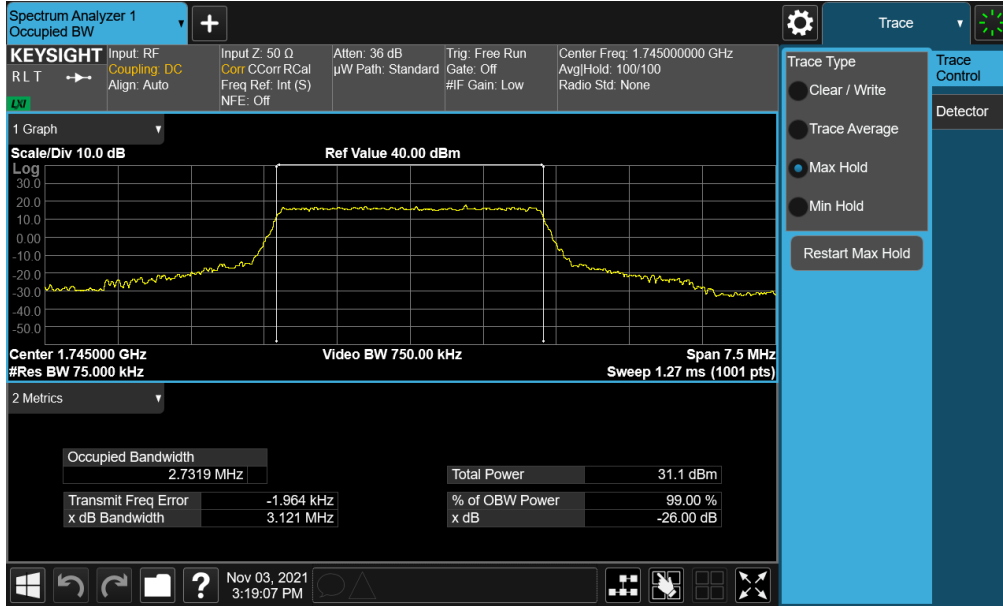 Spectrum Analyzer 1
Occupied BW
+
Trace
KEYSIGHT
R L T
LXI
Input: RF
Coupling: DC
Align: Auto
Input Z: 50 Ω
Corr CCorr RCal
Freq Ref: Int (S)
NFE: Off
Atten: 36 dB
µW Path: Standard
Trig: Free Run
Gate: Off
#IF Gain: Low
Center Freq: 1.745000000 GHz
Avg|Hold: 100/100
Radio Std: None
Trace Type
Clear / Write
Trace Average
Max Hold
Min Hold
Restart Max Hold
Trace
Control
Detector
1 Graph
Scale/Div 10.0 dB
Ref Value 40.00 dBm
Log
30.0
20.0
10.0
0.00
-10.0
-20.0
-30.0
-40.0
-50.0
Center 1.745000 GHz
Video BW 750.00 kHz
Span 7.5 MHz
#Res BW 75.000 kHz
Sweep 1.27 ms (1001 pts)
2 Metrics
Occupied Bandwidth
2.7319 MHz
Total Power 31.1 dBm
Transmit Freq Error -1.964 kHz
% of OBW Power 99.00 %
x dB Bandwidth 3.121 MHz
x dB -26.00 dB
?
Nov 03, 2021
3:19:07 PM